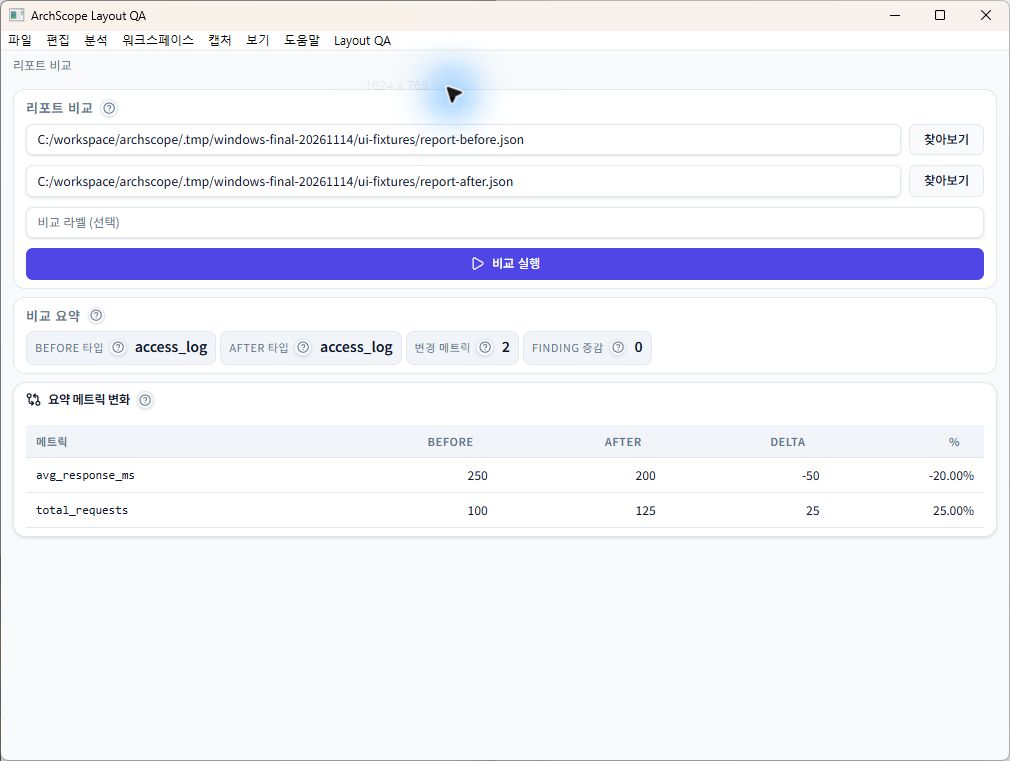 ArchScope Layout QA
파일 편집 분석 워크스페이스 캡처 보기 도움말 Layout QA
리포트 비교
1024 x 768
리포트 비교
C:/workspace/archscope/.tmp/windows-final-20261114/ui-fixtures/report-before.json 찾아보기
C:/workspace/archscope/.tmp/windows-final-20261114/ui-fixtures/report-after.json 찾아보기
비교 라벨 (선택)
비교 실행
비교 요약
BEFORE 타입 access_log AFTER 타입 access_log 변경 메트릭 2 FINDING 증감 0
요약 메트릭 변화
메트릭 BEFORE AFTER DELTA %
avg_response_ms 250 200 -50 -20.00%
total_requests 100 125 25 25.00%